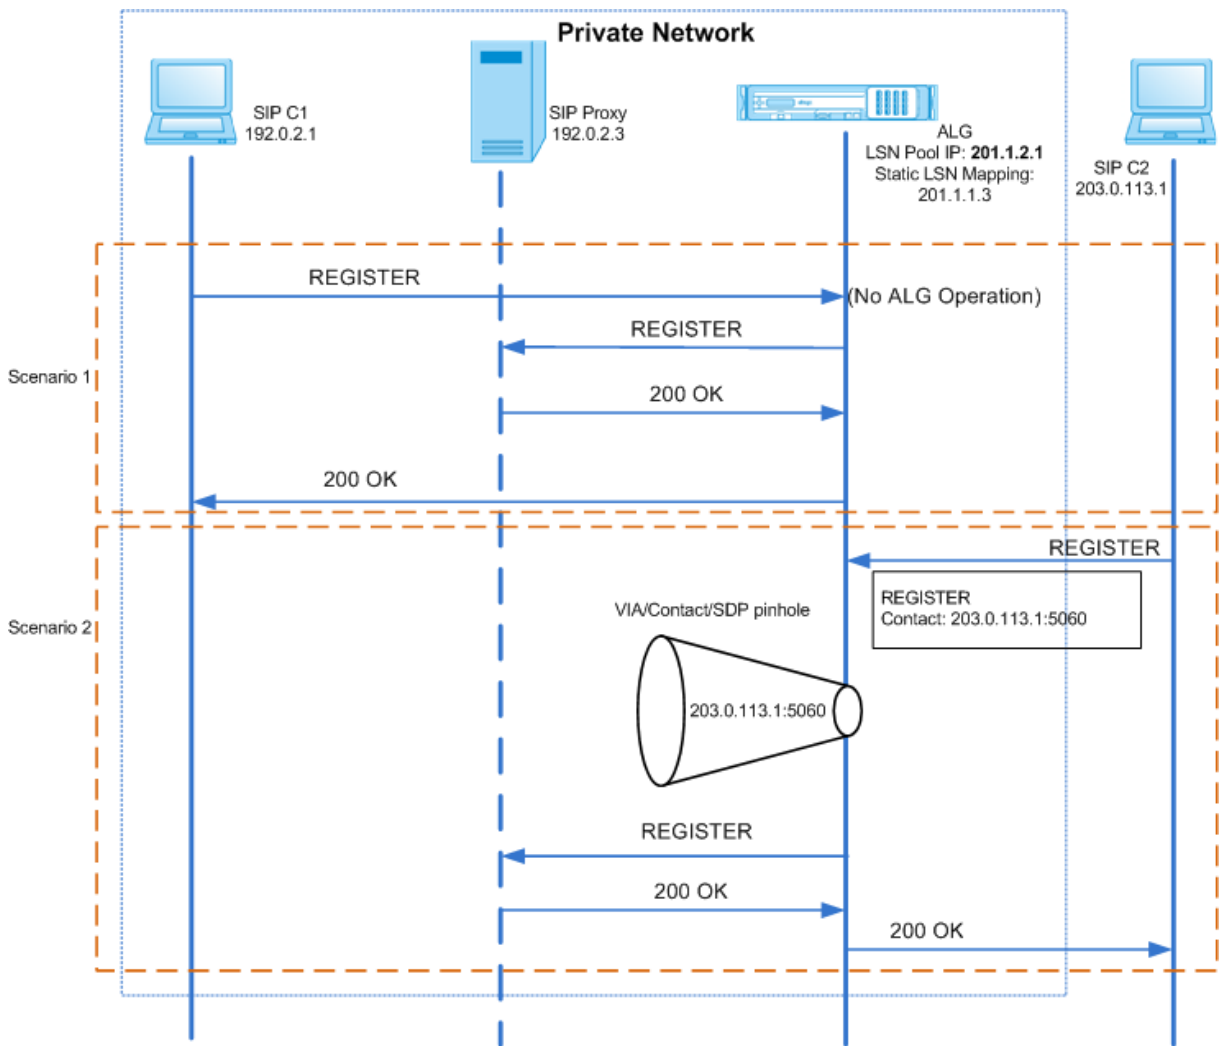 Private Network
SIP C1
192.0.2.1
SIP Proxy
192.0.2.3
ALG
LSN Pool IP: 201.1.2.1
Static LSN Mapping:
201.1.1.3
SIP C2
203.0.113.1
Scenario 1
REGISTER
(No ALG Operation)
REGISTER
200 OK
200 OK
Scenario 2
REGISTER
REGISTER
Contact: 203.0.113.1:5060
VIA/Contact/SDP pinhole
203.0.113.1:5060
REGISTER
200 OK
200 OK